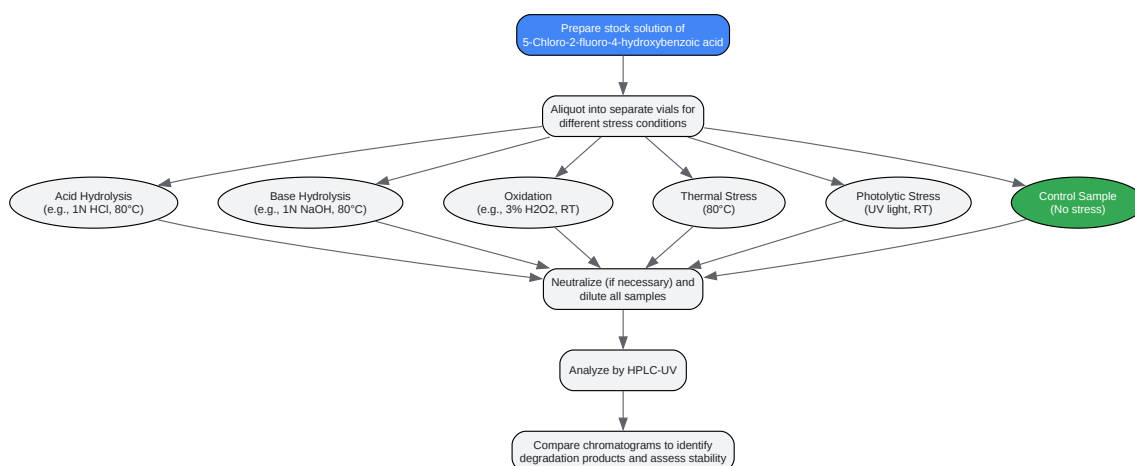 Prepare stock solution of
5-Chloro-2-fluoro-4-hydroxybenzoic acid
Aliquot into separate vials for
different stress conditions
Acid Hydrolysis
(e.g., 1N HCl, 80°C)
Base Hydrolysis
(e.g., 1N NaOH, 80°C)
Oxidation
(e.g., 3% H2O2, RT)
Thermal Stress
(80°C)
Photolytic Stress
(UV light, RT)
Control Sample
(No stress)
Neutralize (if necessary) and
dilute all samples
Analyze by HPLC-UV
Compare chromatograms to identify
degradation products and assess stability